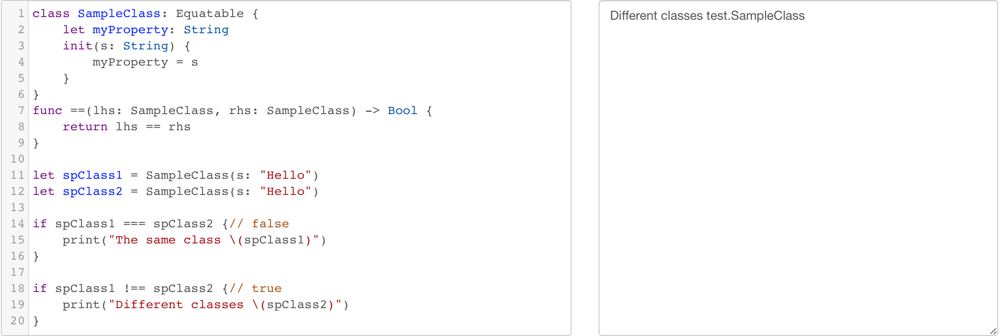 1 class SampleClass: Equatable {
2     let myProperty: String
3     init(s: String) {
4         myProperty = s
5     }
6 }
7 func ==(lhs: SampleClass, rhs: SampleClass) -> Bool {
8     return lhs == rhs
9 }
10
11 let spClass1 = SampleClass(s: "Hello")
12 let spClass2 = SampleClass(s: "Hello")
13
14 if spClass1 === spClass2 {// false
15     print("The same class \(spClass1)")
16 }
17
18 if spClass1 !== spClass2 {// true
19     print("Different classes \(spClass2)")
20 }
Different classes test.SampleClass